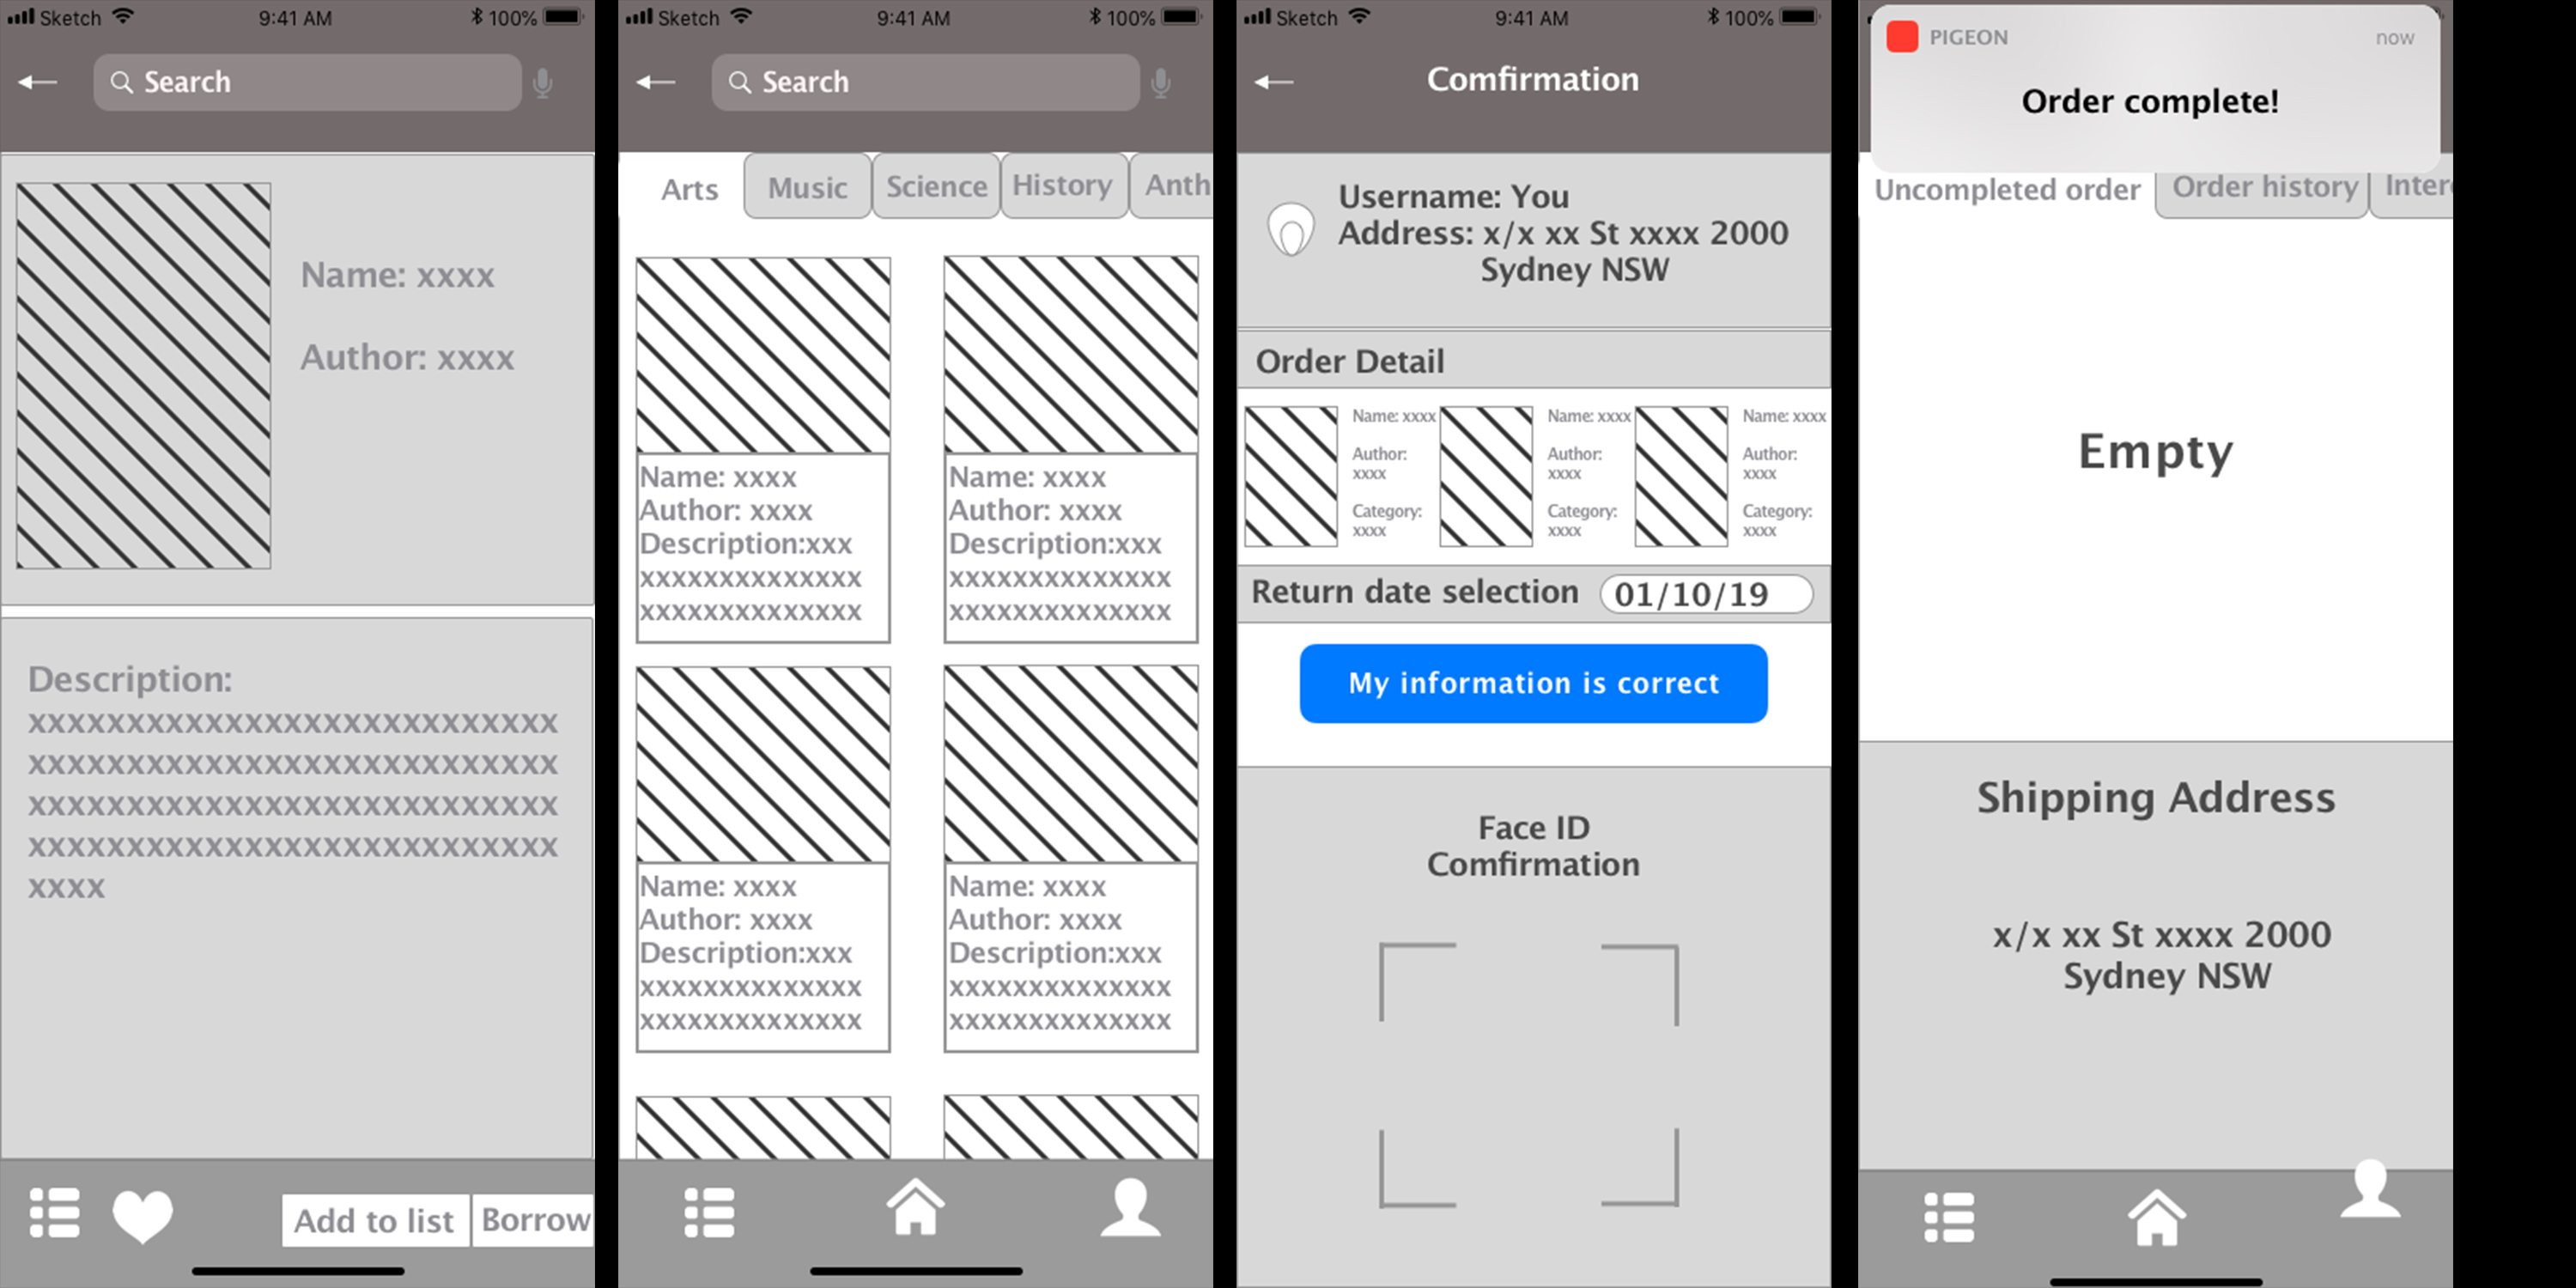 Sketch 9:41 AM 100%
Search
Name: xxxx
Author: xxxx
Description:
xxxxxxxxxxxxxxxxxxxxxxxxxxx
xxxxxxxxxxxxxxxxxxxxxxxxxxx
xxxxxxxxxxxxxxxxxxxxxxxxxxx
xxxxxxxxxxxxxxxxxxxxxxxxxxx
xxxx
Add to list Borrow
Sketch 9:41 AM 100%
Search
Arts Music Science History Anth
Name: xxxx
Author: xxxx
Description:xxx
xxxxxxxxxxxxxx
xxxxxxxxxxxxxx
Name: xxxx
Author: xxxx
Description:xxx
xxxxxxxxxxxxxx
xxxxxxxxxxxxxx
Name: xxxx
Author: xxxx
Description:xxx
xxxxxxxxxxxxxx
xxxxxxxxxxxxxx
Name: xxxx
Author: xxxx
Description:xxx
xxxxxxxxxxxxxx
xxxxxxxxxxxxxx
Sketch 9:41 AM 100%
Comfirmation
Username: You
Address: x/x xx St xxxx 2000
Sydney NSW
Order Detail
Name: xxxx
Author:
xxxx
Category:
xxxx
Name: xxxx
Author:
xxxx
Category:
xxxx
Name: xxxx
Author:
xxxx
Category:
xxxx
Return date selection 01/10/19
My information is correct
Face ID
Comfirmation
PIGEON now
Order complete!
Uncompleted order Order history Inter
Empty
Shipping Address
x/x xx St xxxx 2000
Sydney NSW